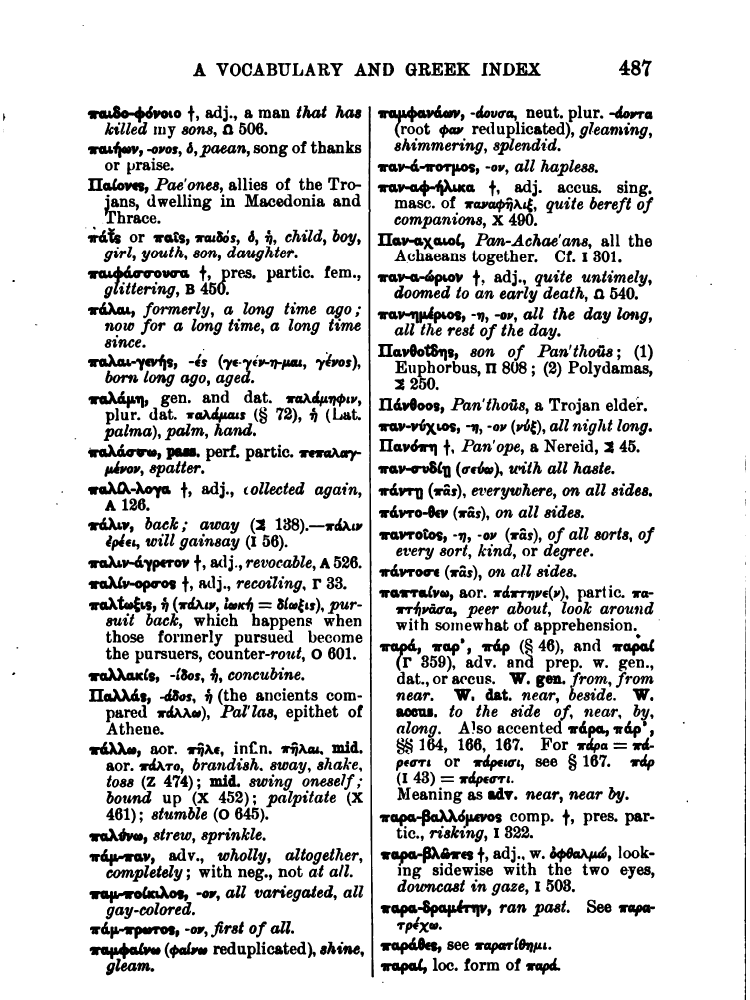 A VOCABULARY AND GREEK INDEX 487
παιδο-φόνοιο †, adj., a man that has
killed my sons, Ω 506.
παιήων, -ονος, ὁ, paean, song of thanks
or praise.
Παίονες, Pae'ones, allies of the Tro-
jans, dwelling in Macedonia and
Thrace.
πάϊς or παῖς, παιδός, ὁ, ἡ, child, boy,
girl, youth, son, daughter.
παιφάσσουσα †, pres. partic. fem.,
glittering, Β 450.
πάλαι, formerly, a long time ago;
now for a long time, a long time
since.
παλαι-γενής, -ές (γε-γέν-η-μαι, γένος),
born long ago, aged.
παλάμη, gen. and dat. παλάμηφιν,
plur. dat. παλάμαις (§ 72), ἡ (Lat.
palma), palm, hand.
παλάσσω, pass. perf. partic. πεπαλαγ-
μένον, spatter.
παλίλ-λογα †, adj., collected again,
Α 126.
πάλιν, back; away (Σ 138).—πάλιν
ἐρέει, will gainsay (Ι 56).
παλιν-άγρετον †, adj., revocable, Α 526.
παλίν-ορσος †, adj., recoiling, Γ 33.
παλίωξις, ἡ (πάλιν, ἰωκή = δίωξις), pur-
suit back, which happens when
those formerly pursued become
the pursuers, counter-rout, Ο 601.
παλλακίς, -ίδος, ἡ, concubine.
Παλλάς, -άδος, ἡ (the ancients com-
pared πάλλω), Pal'las, epithet of
Athene.
πάλλω, aor. πῆλε, infin. πῆλαι, mid.
aor. πάλτο, brandish, sway, shake,
toss (Ζ 474); mid. swing oneself;
bound up (Χ 452); palpitate (Χ
461); stumble (Ο 645).
παλύνω, strew, sprinkle.
πάμ-παν, adv., wholly, altogether,
completely; with neg., not at all.
παμ-ποίκιλος, -ον, all variegated, all
gay-colored.
πάμ-πρωτος, -ον, first of all.
παμφαίνω (φαίνω reduplicated), shine,
gleam.
παμφανάων, -άουσα, neut. plur. -άοντα
(root φαν reduplicated), gleaming,
shimmering, splendid.
παν-ά-ποτμος, -ον, all hapless.
παν-αφ-ήλικα †, adj. accus. sing.
masc. of παναφῆλιξ, quite bereft of
companions, Χ 490.
Παν-αχαιοί, Pan-Achae'ans, all the
Achaeans together. Cf. Ι 301.
παν-α-ώριον †, adj., quite untimely,
doomed to an early death, Ω 540.
παν-ημέριος, -η, -ον, all the day long,
all the rest of the day.
Πανθοΐδης, son of Pan'thoüs; (1)
Euphorbus, Π 808; (2) Polydamas,
Σ 250.
Πάνθοος, Pan'thoüs, a Trojan elder.
παν-νύχιος, -η, -ον (νύξ), all night long.
Πανόπη †, Pan'ope, a Nereid, Σ 45.
παν-συδίῃ (σεύω), with all haste.
πάντῃ (πᾶς), everywhere, on all sides.
πάντο-θεν (πᾶς), on all sides.
παντοῖος, -η, -ον (πᾶς), of all sorts, of
every sort, kind, or degree.
πάντοσε (πᾶς), on all sides.
παπταίνω, aor. πάπτηνε(ν), partic. πα-
πτήνᾱσα, peer about, look around
with somewhat of apprehension.
παρά, παρ', πάρ (§ 46), and παραί
(Γ 359), adv. and prep. w. gen.,
dat., or accus. W. gen. from, from
near. W. dat. near, beside. W.
accus. to the side of, near, by,
along. Also accented πάρα, πάρ',
§§ 164, 166, 167. For πάρα = πά-
ρεστι or πάρεισι, see § 167. πάρ
(Ι 43) = πάρεστι.
Meaning as adv. near, near by.
παρα-βαλλόμενος comp. †, pres. par-
tic., risking, Ι 322.
παρα-βλῶπες †, adj., w. ὀφθαλμώ, look-
ing sidewise with the two eyes,
downcast in gaze, Ι 503.
παρα-δραμέτην, ran past. See παρα-
τρέχω.
παράθες, see παρατίθημι.
παραί, loc. form of παρά.